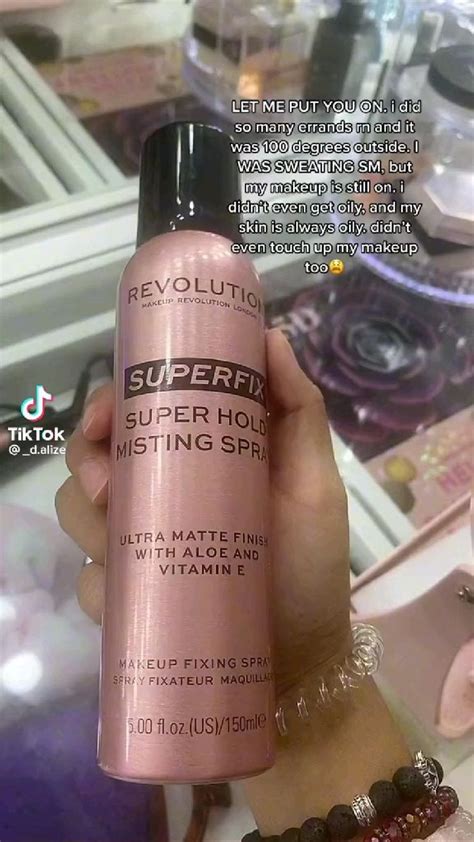 LET ME PUT YOU ON. i did
so many errands rn and it
was 100 degrees outside. I
WAS SWEATING SM, but
my makeup is still on. i
didn't even get oily, and my
skin is always oily. didn't
even touch up my makeup
too😫
REVOLUTION
MAKEUP REVOLUTION LONDON
SUPERFIX
SUPER HOLD
MISTING SPRAY
TikTok
@_d.alize
ULTRA MATTE FINISH
WITH ALOE AND
VITAMIN E
MAKEUP FIXING SPRAY
SPRAY FIXATEUR MAQUILLAGE
5.00 fl.oz.(US)/150ml℮